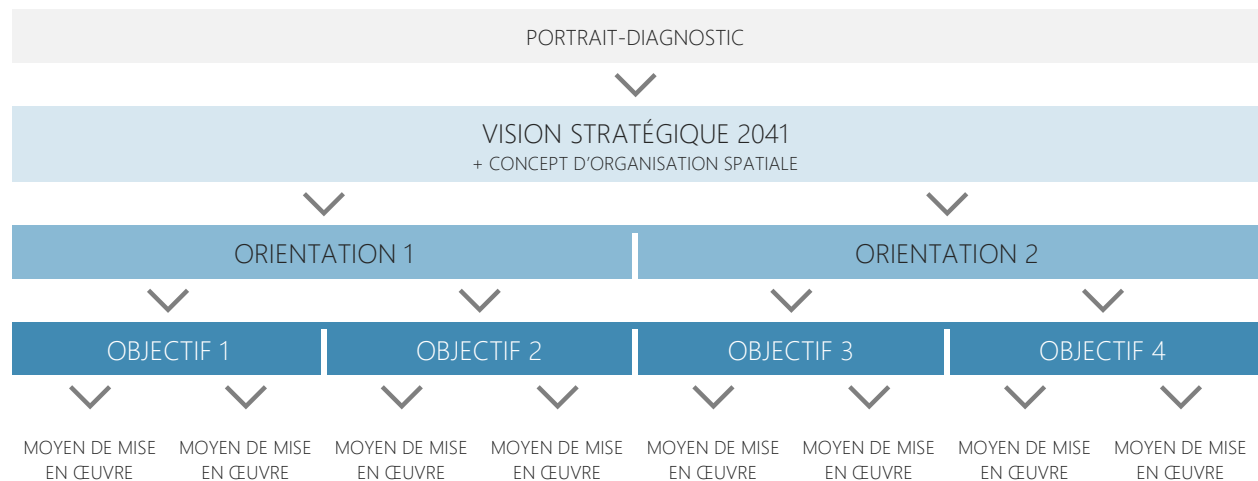 PORTRAIT-DIAGNOSTIC
VISION STRATÉGIQUE 2041
+ CONCEPT D'ORGANISATION SPATIALE
ORIENTATION 1
ORIENTATION 2
OBJECTIF 1
OBJECTIF 2
OBJECTIF 3
OBJECTIF 4
MOYEN DE MISE
EN ŒUVRE
MOYEN DE MISE
EN ŒUVRE
MOYEN DE MISE
EN ŒUVRE
MOYEN DE MISE
EN ŒUVRE
MOYEN DE MISE
EN ŒUVRE
MOYEN DE MISE
EN ŒUVRE
MOYEN DE MISE
EN ŒUVRE
MOYEN DE MISE
EN ŒUVRE